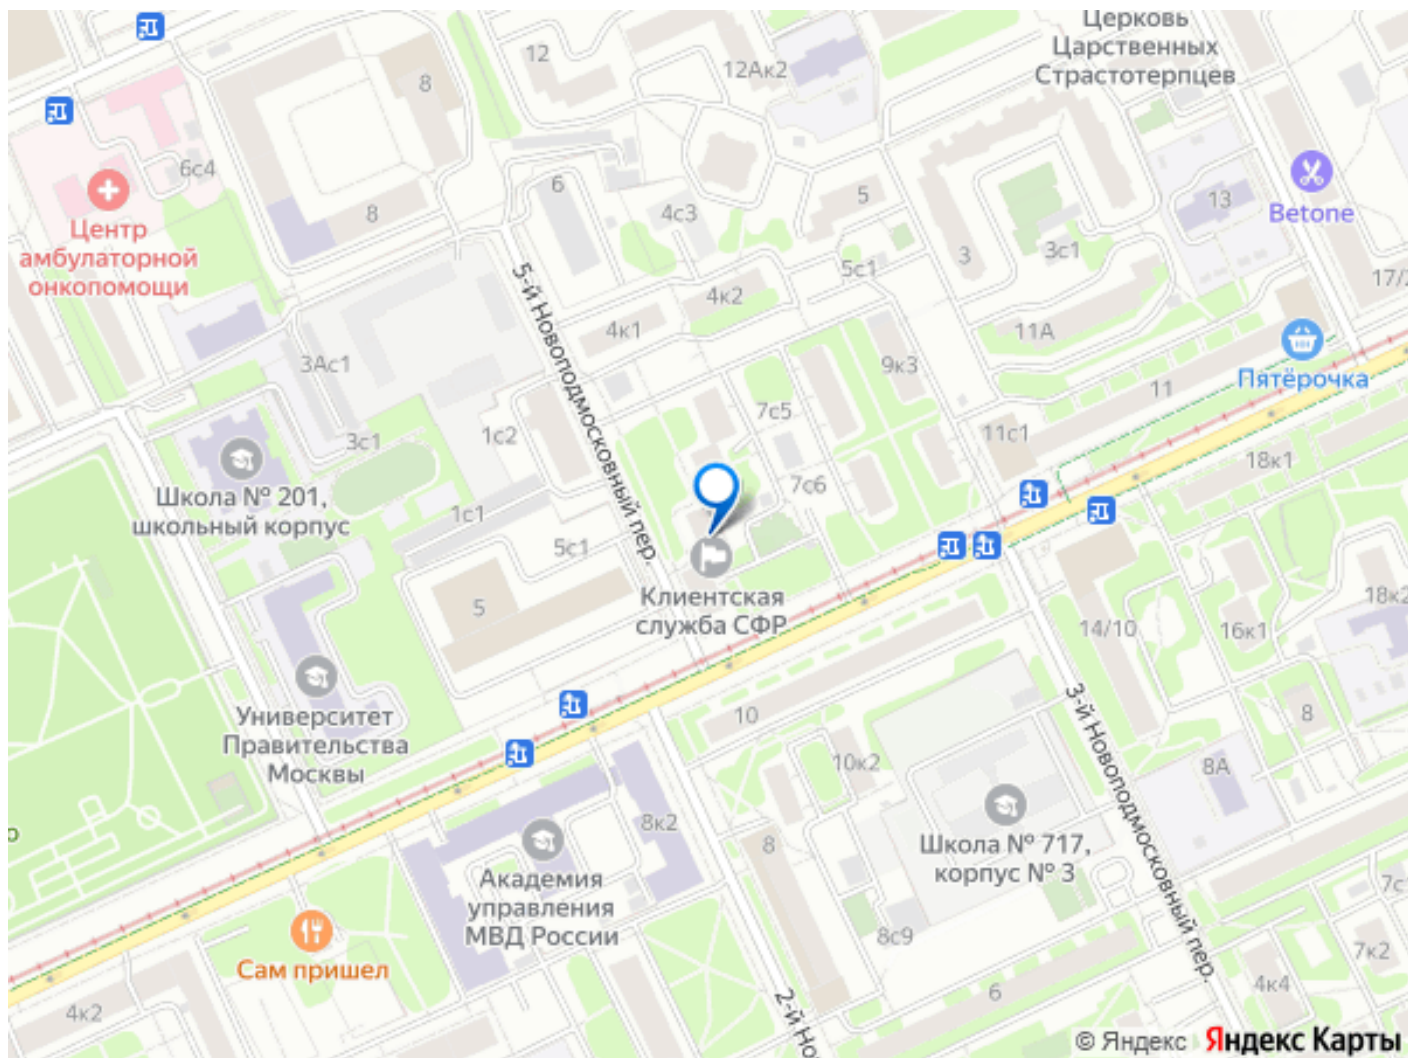 Церковь
Царственных
Страстотерпцев
12
12Ак2
8
6с4
6
8
4с3
5
13
Betone
Центр
амбулаторной
онкопомощи
3
3с1
5с1
17/2
4к2
4к1
11А
5-й Новоподмосковный пер.
3Ас1
9к3
Пятёрочка
11
7с5
1с2
3с1
11с1
18к1
Школа № 201,
школьный корпус
7с6
1с1
5с1
Клиентская
служба СФР
5
18к2
14/10
16к1
Университет
Правительства
Москвы
10
8
3-й Новоподмосковный пер.
10к2
8А
8к2
8
Школа № 717,
корпус № 3
Академия
управления
МВД России
7с1
8с9
7к2
Сам пришел
4к2
6
4к4
2-й Но
© Яндекс Яндекс Карты